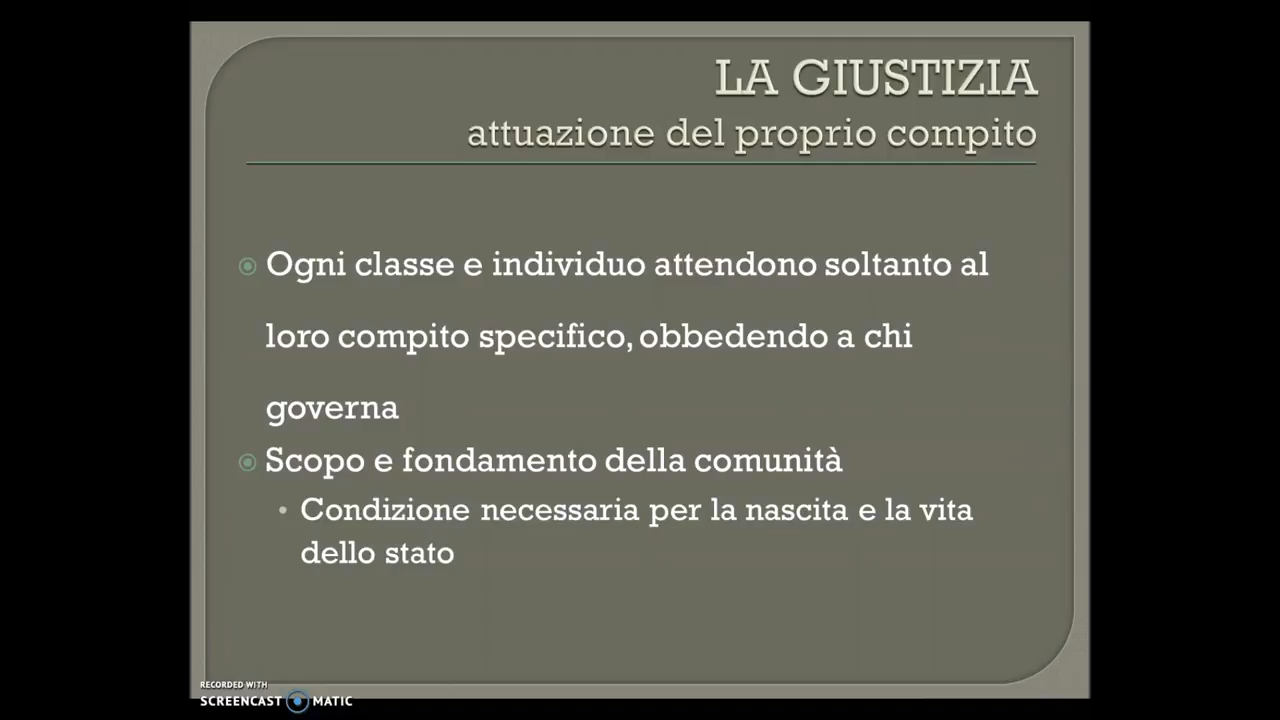 LA GIUSTIZIA
attuazione del proprio compito
Ogni classe e individuo attendono soltanto al
loro compito specifico, obbedendo a chi
governa
Scopo e fondamento della comunità
Condizione necessaria per la nascita e la vita
dello stato
RECORDED WITH
SCREENCAST MATIC